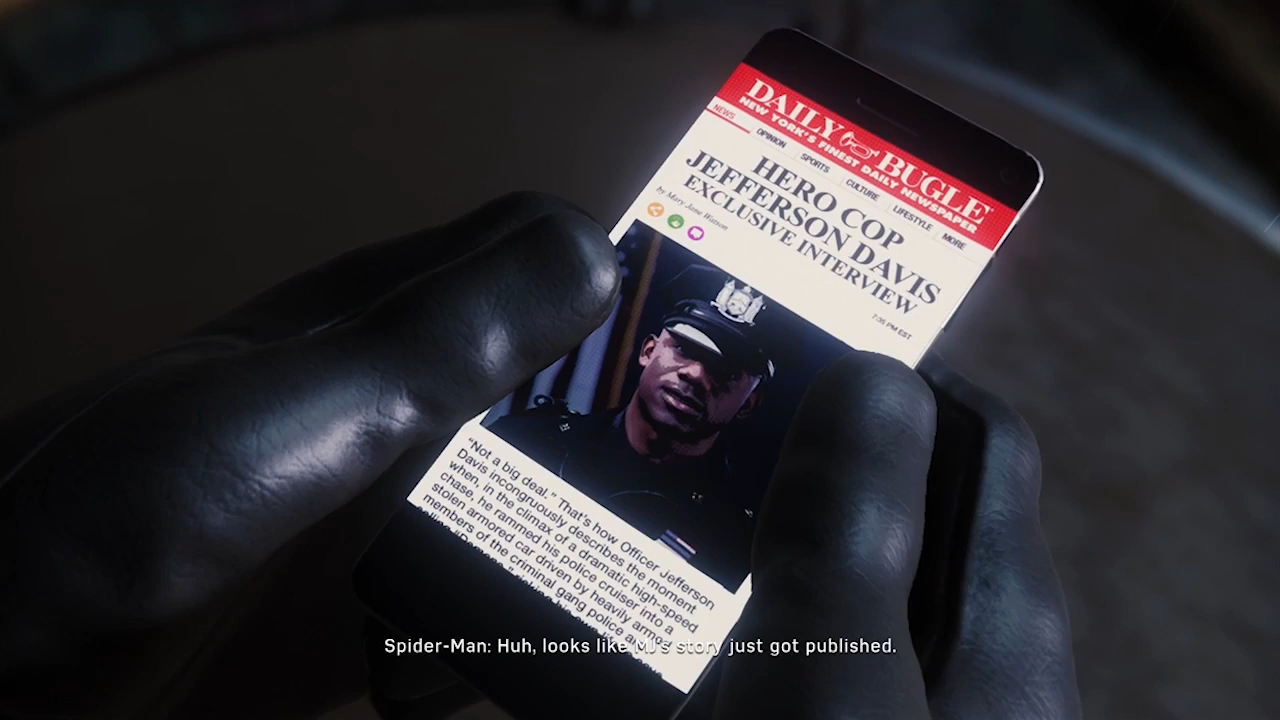 DAILY BUGLE
NEW YORK'S FINEST DAILY NEWSPAPER
NEWS OPINION SPORTS CULTURE LIFESTYLE MORE
HERO COP
JEFFERSON DAVIS
EXCLUSIVE INTERVIEW
by Mary Jane Watson
7:35 PM EST
"Not a big deal." That's how Officer Jefferson
Davis incongruously describes the moment
when, in the climax of a dramatic high-speed
chase, he rammed his police cruiser into a
stolen armored car driven by heavily armed
members of the criminal gang police a
Spider-Man: Huh, looks like MJ's story just got published.